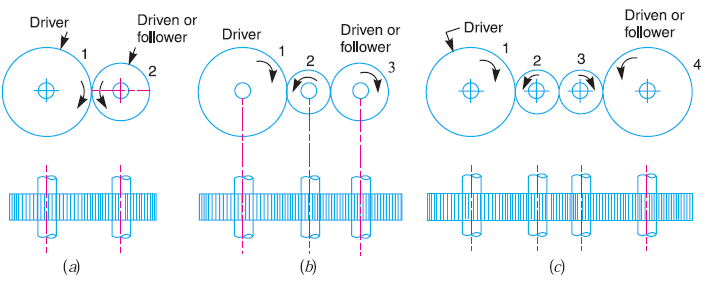 Driver
Driven or
follower
1
2
(a)
Driver
Driven or
follower
1
2
3
(b)
Driver
Driven or
follower
1
2
3
4
(c)